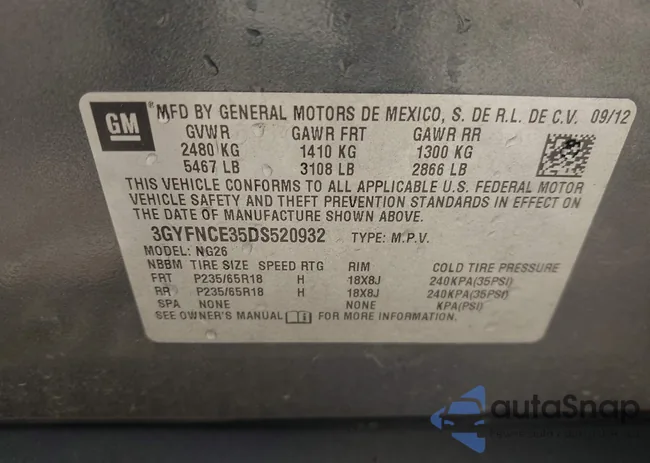 GM
® MFD BY GENERAL MOTORS DE MEXICO, S. DE R.L. DE C.V. 09/12
GVWR GAWR FRT GAWR RR
2480 KG 1410 KG 1300 KG
5467 LB 3108 LB 2866 LB
THIS VEHICLE CONFORMS TO ALL APPLICABLE U.S. FEDERAL MOTOR
VEHICLE SAFETY AND THEFT PREVENTION STANDARDS IN EFFECT ON
THE DATE OF MANUFACTURE SHOWN ABOVE.
3GYFNCE35DS520932 TYPE: M.P.V.
MODEL: NG26
NBBM TIRE SIZE SPEED RTG RIM COLD TIRE PRESSURE
FRT P235/65R18 H 18X8J 240KPA(35PSI)
RR P235/65R18 H 18X8J 240KPA(35PSI)
SPA NONE NONE KPA(PSI)
SEE OWNER'S MANUAL FOR MORE INFORMATION.
autoSnap